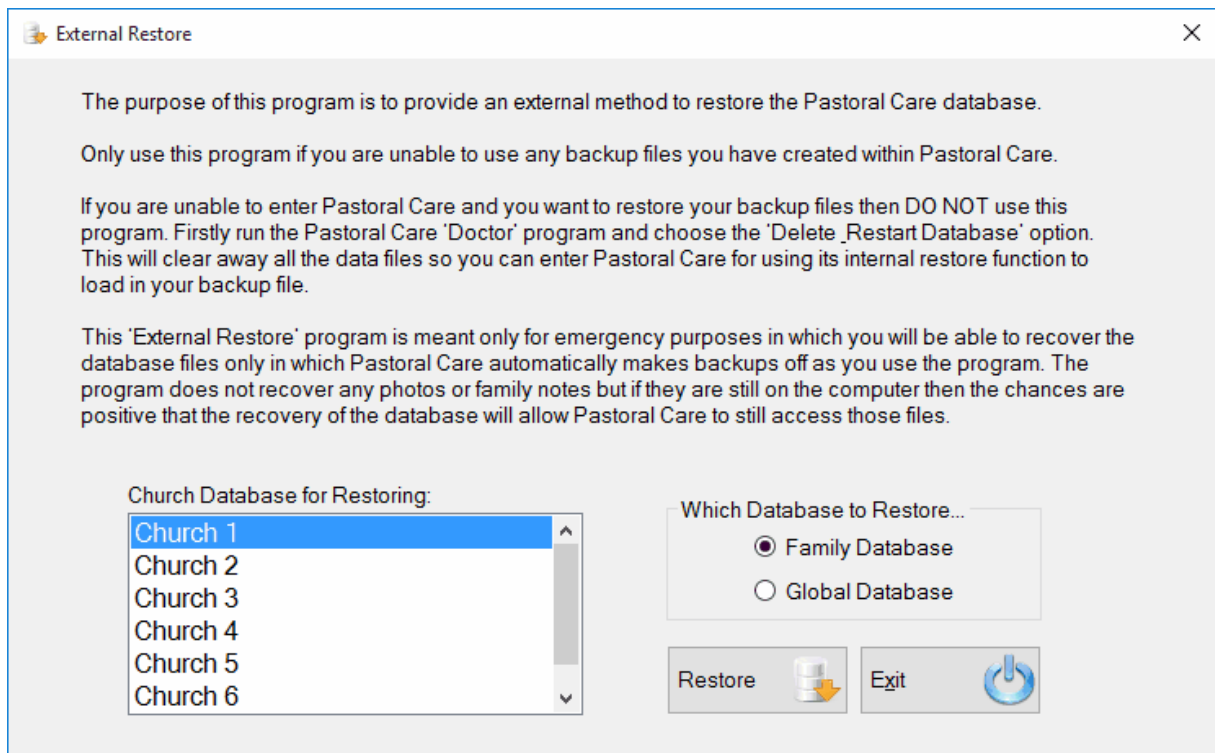 External Restore
The purpose of this program is to provide an external method to restore the Pastoral Care database.
Only use this program if you are unable to use any backup files you have created within Pastoral Care.
If you are unable to enter Pastoral Care and you want to restore your backup files then DO NOT use this
program. Firstly run the Pastoral Care 'Doctor' program and choose the 'Delete _Restart Database' option.
This will clear away all the data files so you can enter Pastoral Care for using its internal restore function to
load in your backup file.
This 'External Restore' program is meant only for emergency purposes in which you will be able to recover the
database files only in which Pastoral Care automatically makes backups off as you use the program. The
program does not recover any photos or family notes but if they are still on the computer then the chances are
positive that the recovery of the database will allow Pastoral Care to still access those files.
Church Database for Restoring:
Church 1
Church 2
Church 3
Church 4
Church 5
Church 6
Which Database to Restore...
Family Database
Global Database
Restore
Exit